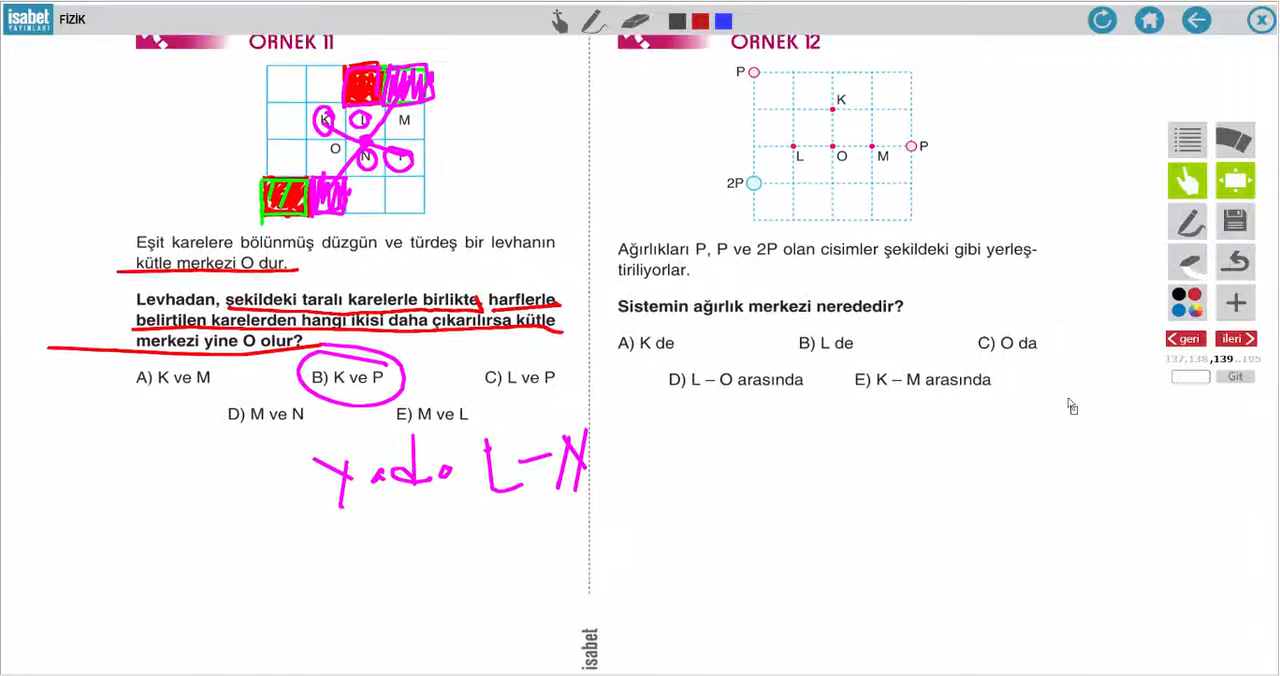 isabet
YAYINLARI
FİZİK
ÖRNEK 11
K L M
O
N P
Eşit karelere bölünmüş düzgün ve türdeş bir levhanın
kütle merkezi O dur.
Levhadan, şekildeki taralı karelerle birlikte, harflerle
belirtilen karelerden hangi ikisi daha çıkarılırsa kütle
merkezi yine O olur?
A) K ve M
B) K ve P
C) L ve P
D) M ve N
E) M ve L
yada L-N
isabet
ÖRNEK 12
P
K
L O M P
2P
Ağırlıkları P, P ve 2P olan cisimler şekildeki gibi yerleş-
tiriliyorlar.
Sistemin ağırlık merkezi nerededir?
A) K de
B) L de
C) O da
D) L – O arasında
E) K – M arasında
geri
ileri
137,138,139..195
Git